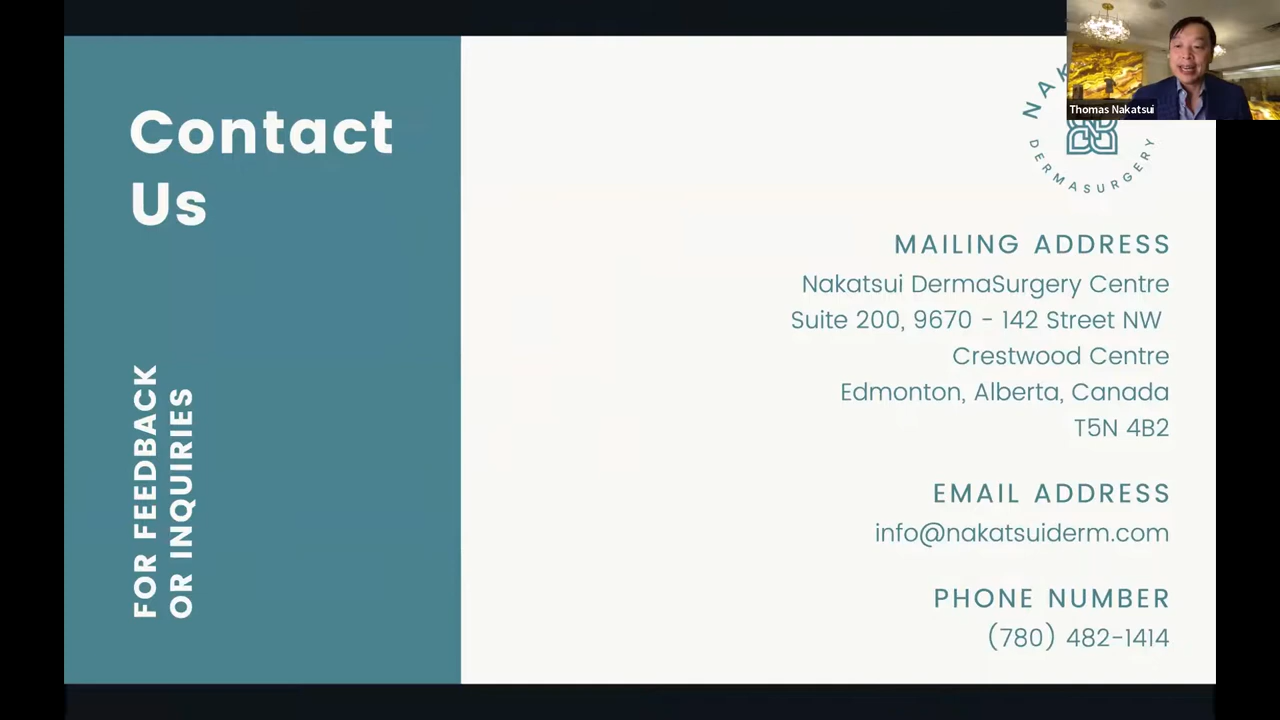 Contact
Us
FOR FEEDBACK
OR INQUIRIES
Thomas Nakatsui
DERMASURGERY
MAILING ADDRESS
Nakatsui DermaSurgery Centre
Suite 200, 9670 - 142 Street NW
Crestwood Centre
Edmonton, Alberta, Canada
T5N 4B2
EMAIL ADDRESS
info@nakatsuiderm.com
PHONE NUMBER
(780) 482-1414